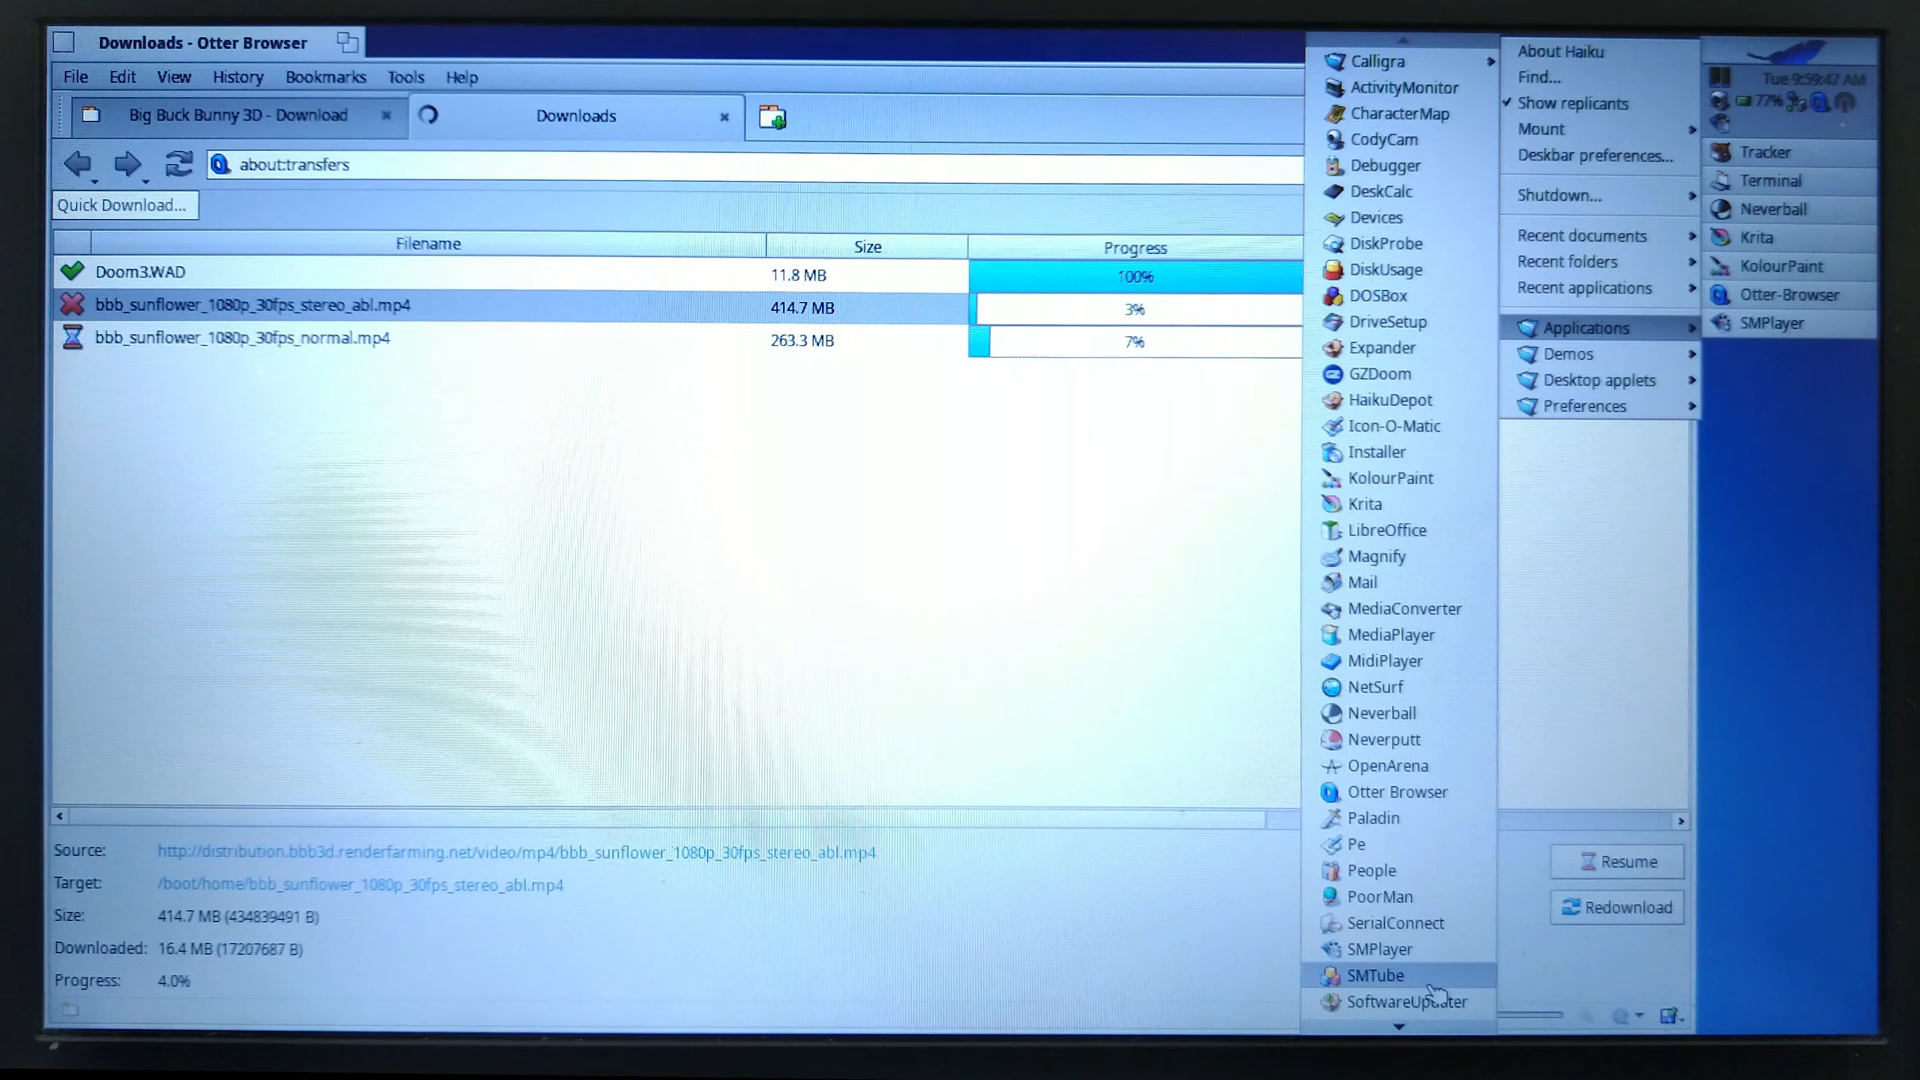 Downloads - Otter Browser
File Edit View History Bookmarks Tools Help
Big Buck Bunny 3D - Download
Downloads
about:transfers
Quick Download...
Filename Size Progress
Doom3.WAD 11.8 MB 100%
bbb_sunflower_1080p_30fps_stereo_abl.mp4 414.7 MB 3%
bbb_sunflower_1080p_30fps_normal.mp4 263.3 MB 7%
Source: http://distribution.bbb3d.renderfarming.net/video/mp4/bbb_sunflower_1080p_30fps_stereo_abl.mp4
Target: /boot/home/bbb_sunflower_1080p_30fps_stereo_abl.mp4
Size: 414.7 MB (434839491 B)
Downloaded: 16.4 MB (17207687 B)
Progress: 4.0%
Resume
Redownload
Calligra
ActivityMonitor
CharacterMap
CodyCam
Debugger
DeskCalc
Devices
DiskProbe
DiskUsage
DOSBox
DriveSetup
Expander
GZDoom
HaikuDepot
Icon-O-Matic
Installer
KolourPaint
Krita
LibreOffice
Magnify
Mail
MediaConverter
MediaPlayer
MidiPlayer
NetSurf
Neverball
Neverputt
OpenArena
Otter Browser
Paladin
Pe
People
PoorMan
SerialConnect
SMPlayer
SMTube
SoftwareUpdater
About Haiku
Find...
Show replicants
Mount
Deskbar preferences...
Shutdown...
Recent documents
Recent folders
Recent applications
Applications
Demos
Desktop applets
Preferences
Tue 9:59:47 AM
77%
Tracker
Terminal
Neverball
Krita
KolourPaint
Otter-Browser
SMPlayer